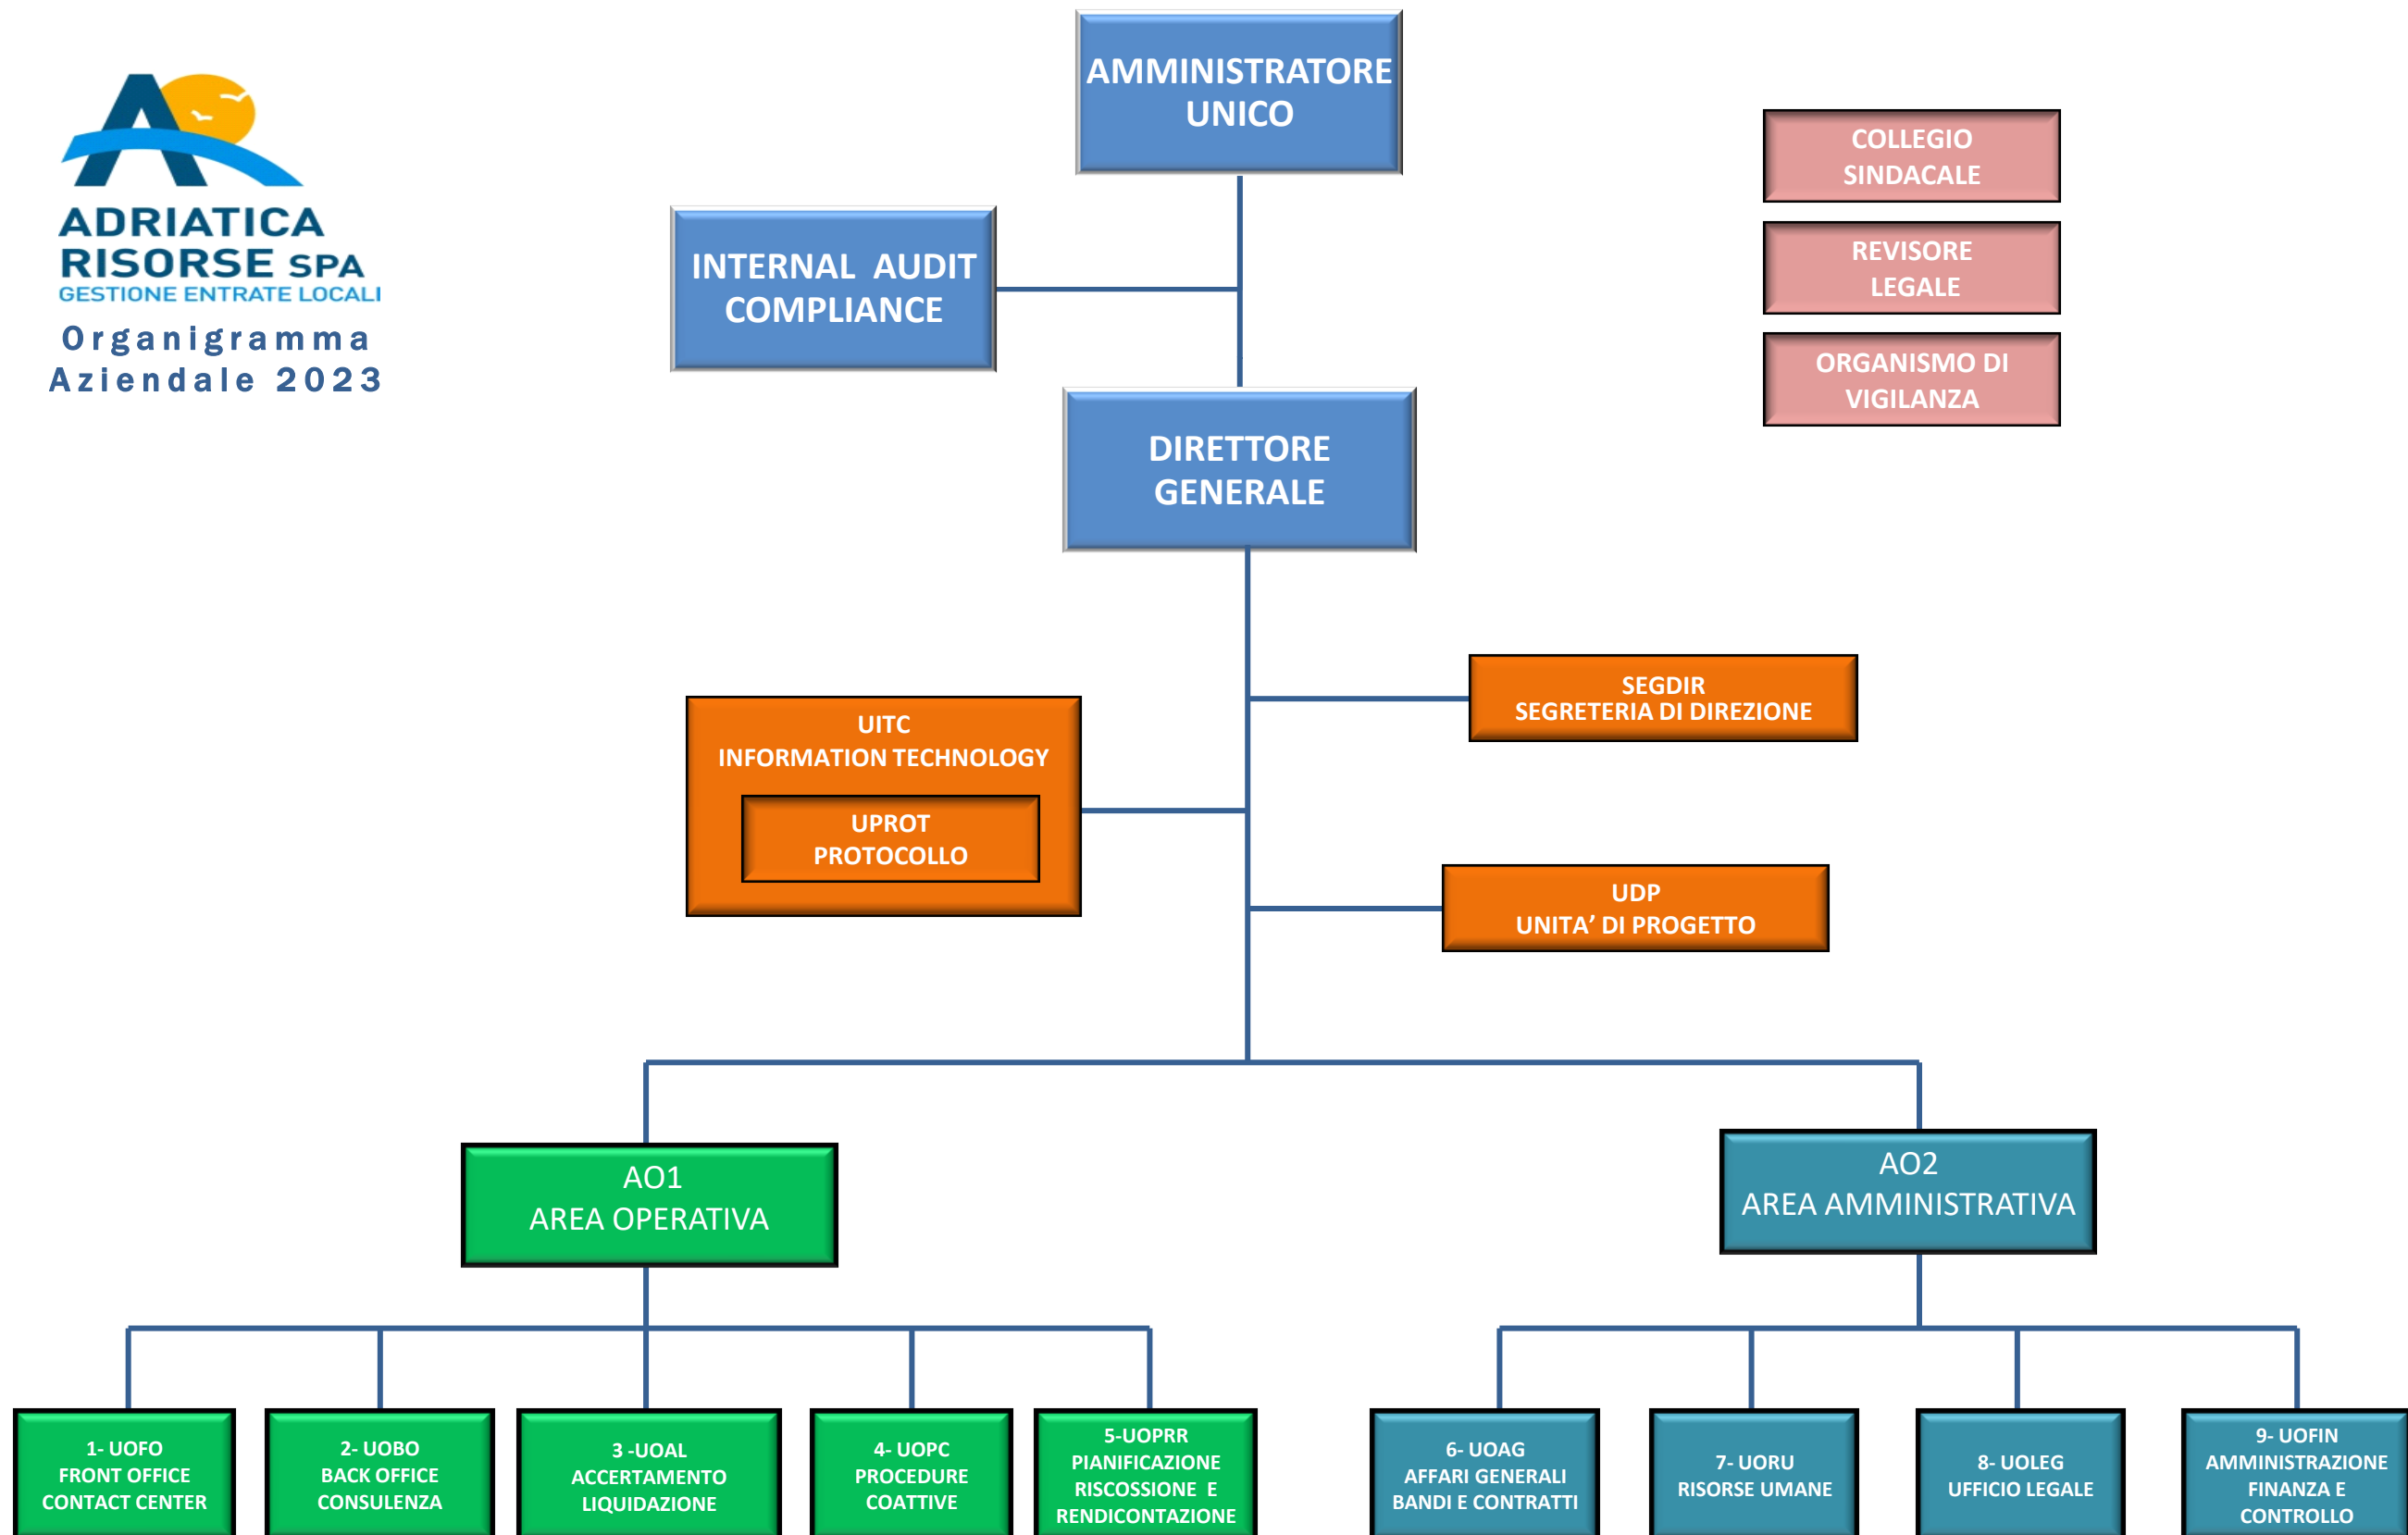 ADRIATICA
RISORSE SPA
GESTIONE ENTRATE LOCALI
Organigramma
Aziendale 2023
AMMINISTRATORE
UNICO
COLLEGIO
SINDACALE
REVISORE
LEGALE
ORGANISMO DI
VIGILANZA
INTERNAL AUDIT
COMPLIANCE
DIRETTORE
GENERALE
SEGDIR
SEGRETERIA DI DIREZIONE
UITC
INFORMATION TECHNOLOGY
UPROT
PROTOCOLLO
UDP
UNITA’ DI PROGETTO
AO1
AREA OPERATIVA
AO2
AREA AMMINISTRATIVA
1- UOFO
FRONT OFFICE
CONTACT CENTER
2- UOBO
BACK OFFICE
CONSULENZA
3 -UOAL
ACCERTAMENTO
LIQUIDAZIONE
4- UOPC
PROCEDURE
COATTIVE
5-UOPRR
PIANIFICAZIONE
RISCOSSIONE E
RENDICONTAZIONE
6- UOAG
AFFARI GENERALI
BANDI E CONTRATTI
7- UORU
RISORSE UMANE
8- UOLEG
UFFICIO LEGALE
9- UOFIN
AMMINISTRAZIONE
FINANZA E
CONTROLLO